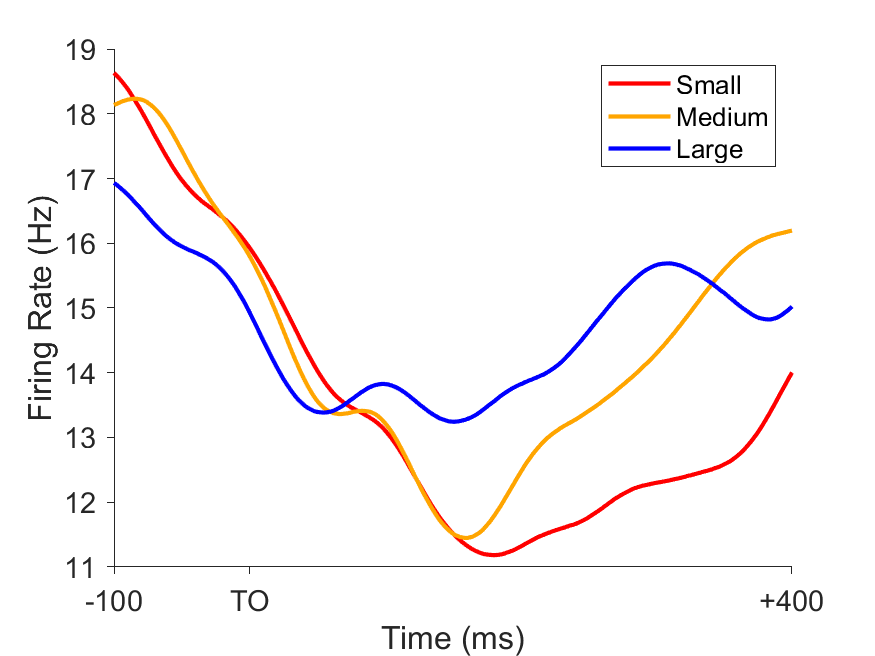 Firing Rate (Hz)
19
18
17
16
15
14
13
12
11
Small
Medium
Large
-100
TO
+400
Time (ms)